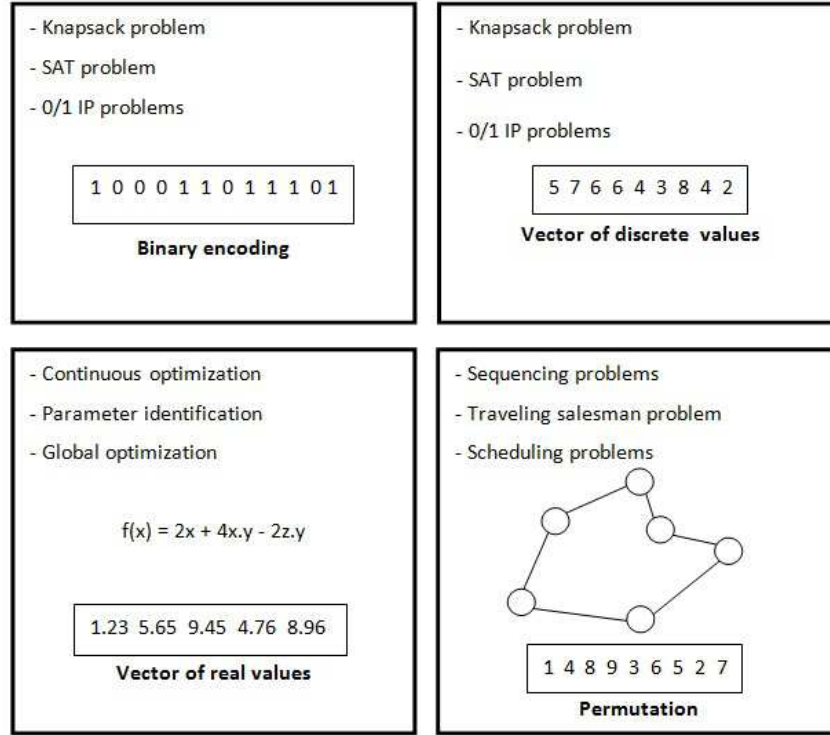 - Knapsack problem
- SAT problem
- 0/1 IP problems
1 0 0 0 1 1 0 1 1 1 0 1
Binary encoding
- Knapsack problem
- SAT problem
- 0/1 IP problems
5 7 6 6 4 3 8 4 2
Vector of discrete values
- Continuous optimization
- Parameter identification
- Global optimization
f(x) = 2x + 4x.y - 2z.y
1.23 5.65 9.45 4.76 8.96
Vector of real values
- Sequencing problems
- Traveling salesman problem
- Scheduling problems
1 4 8 9 3 6 5 2 7
Permutation